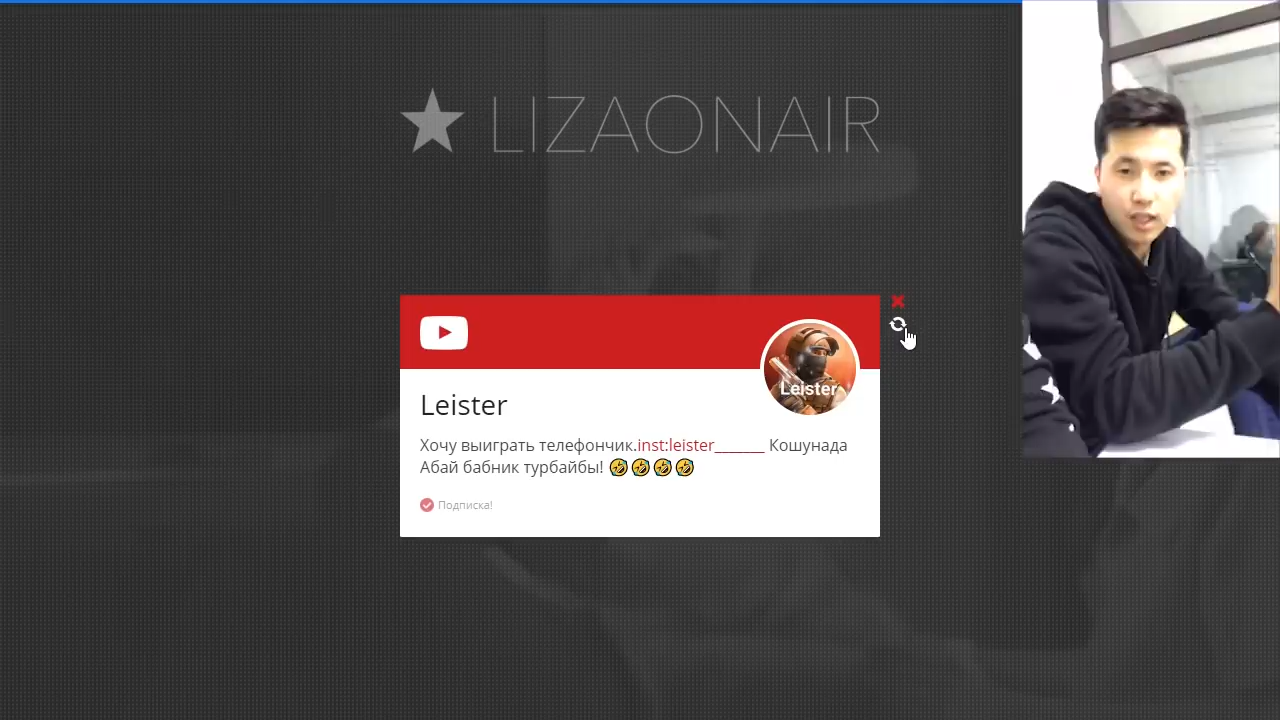 LIZAONAIR
Leister
Leister
Хочу выиграть телефончик.inst:leister_______ Кошунада
Абай бабник турбайбы! 🤣🤣🤣🤣
Подписка!